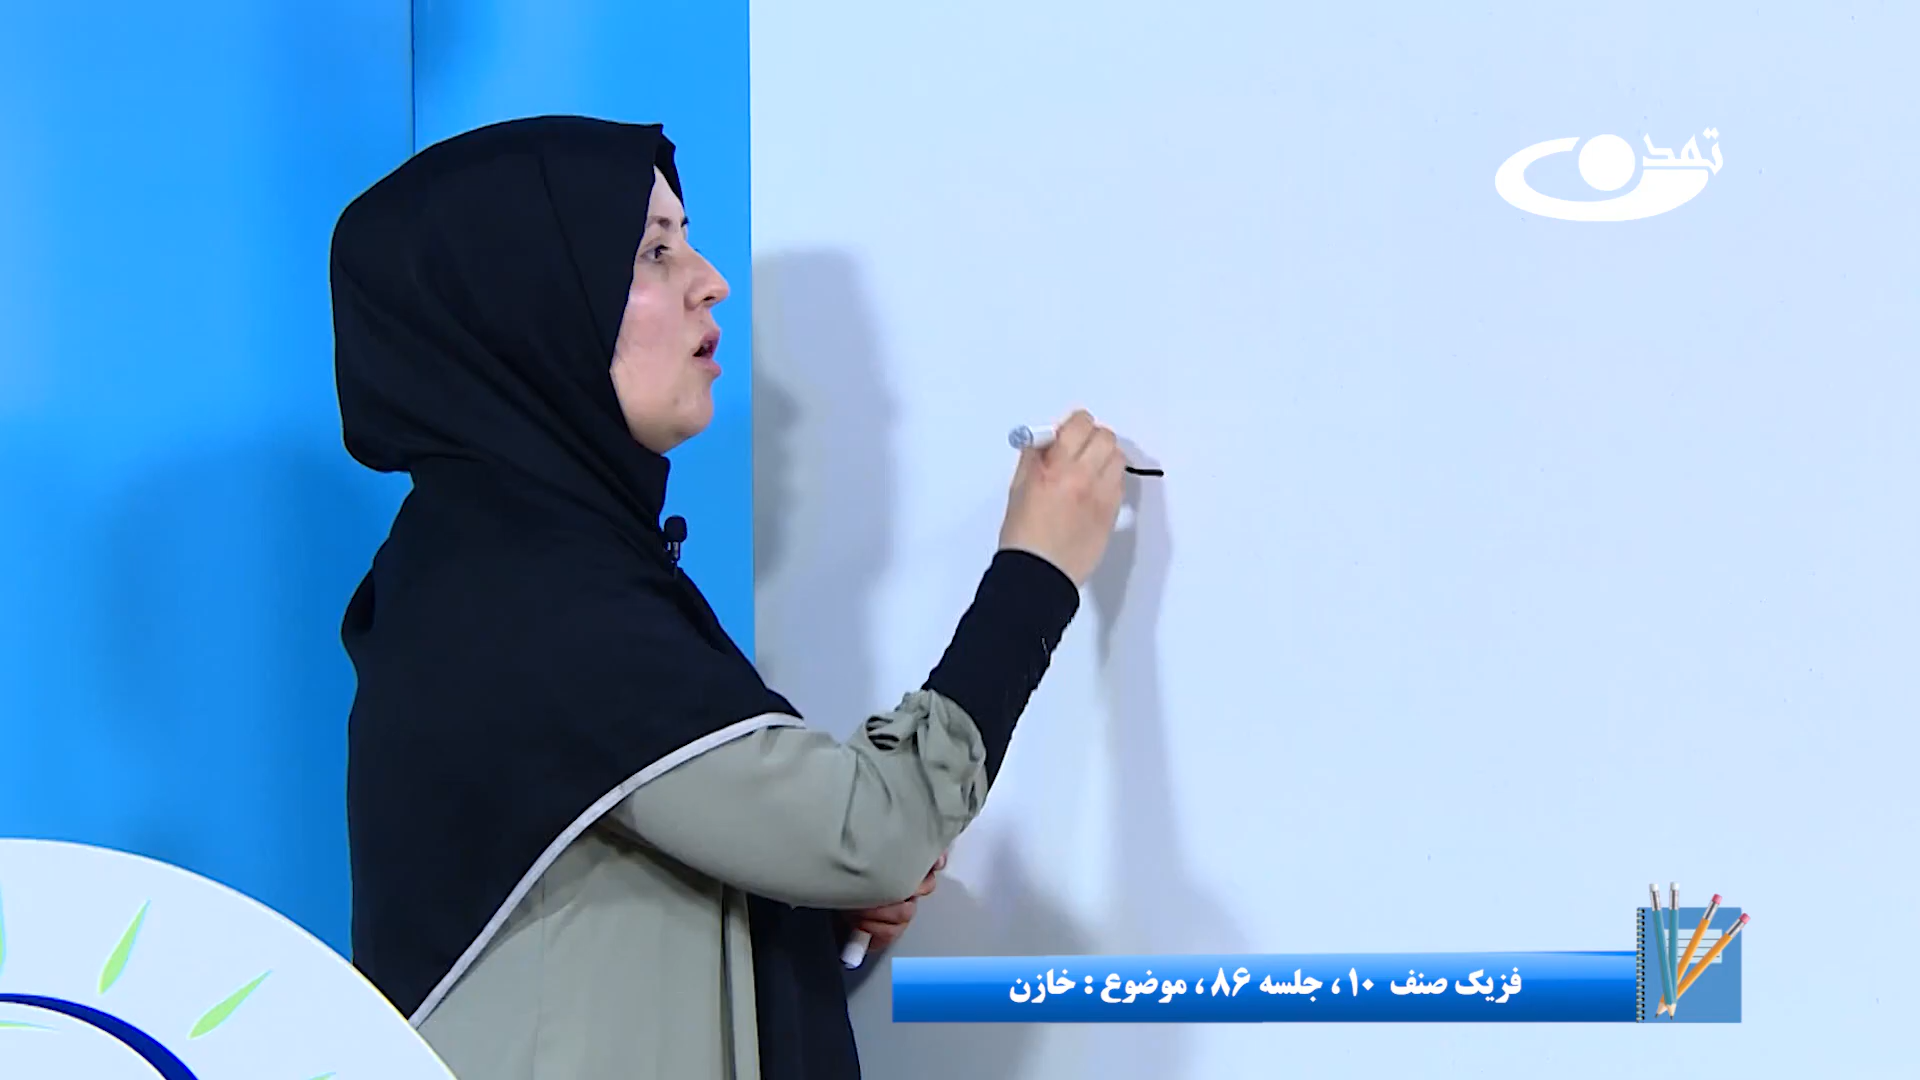 تمدن
فزیک صنف ۱۰، جلسه ۸۶، موضوع : خازن